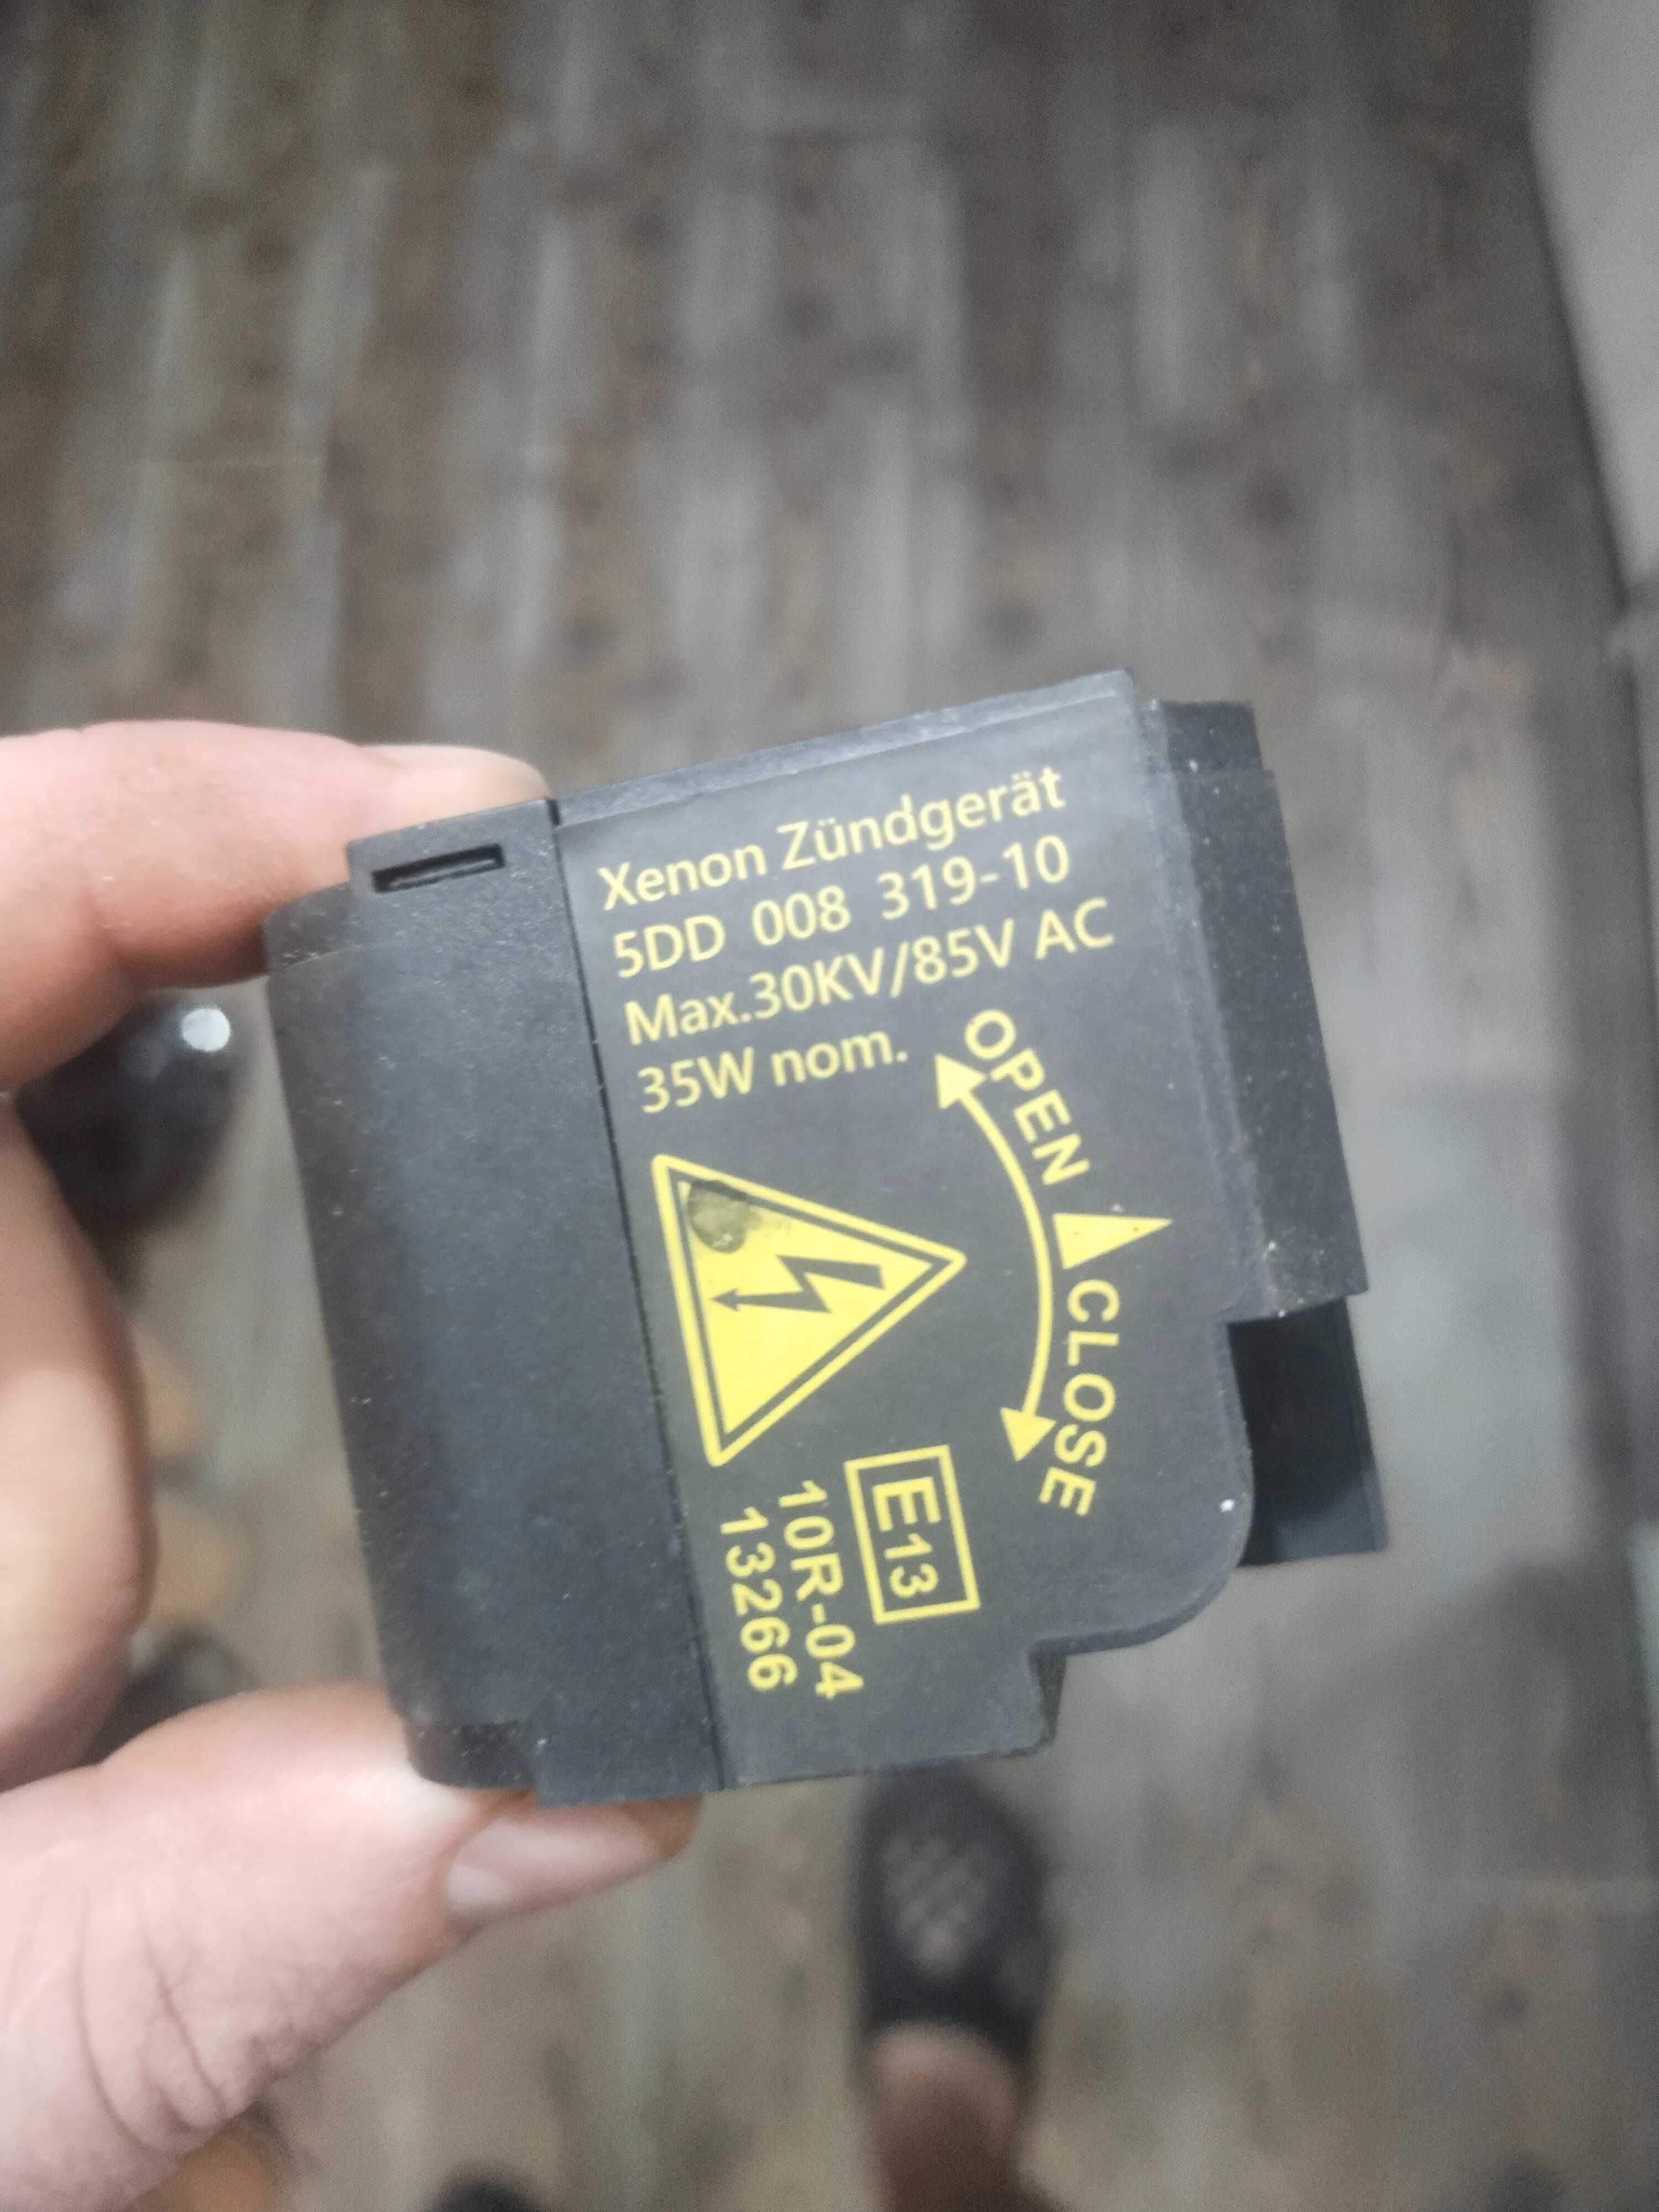 Xenon Zündgerät
5DD 008 319-10
Max.30KV/85V AC
35W nom.
OPEN
CLOSE
E13
10R-04
13266